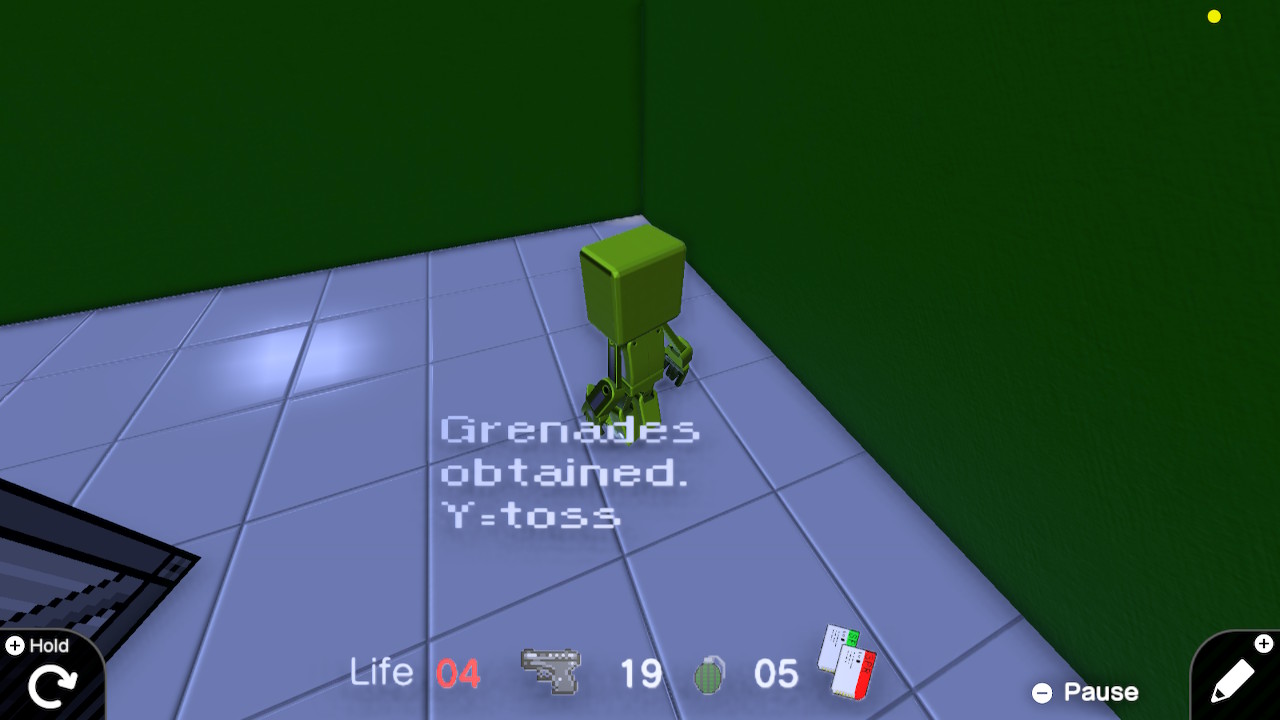 Grenades
obtained.
Y=toss
Hold
Life 04 19 05
Pause